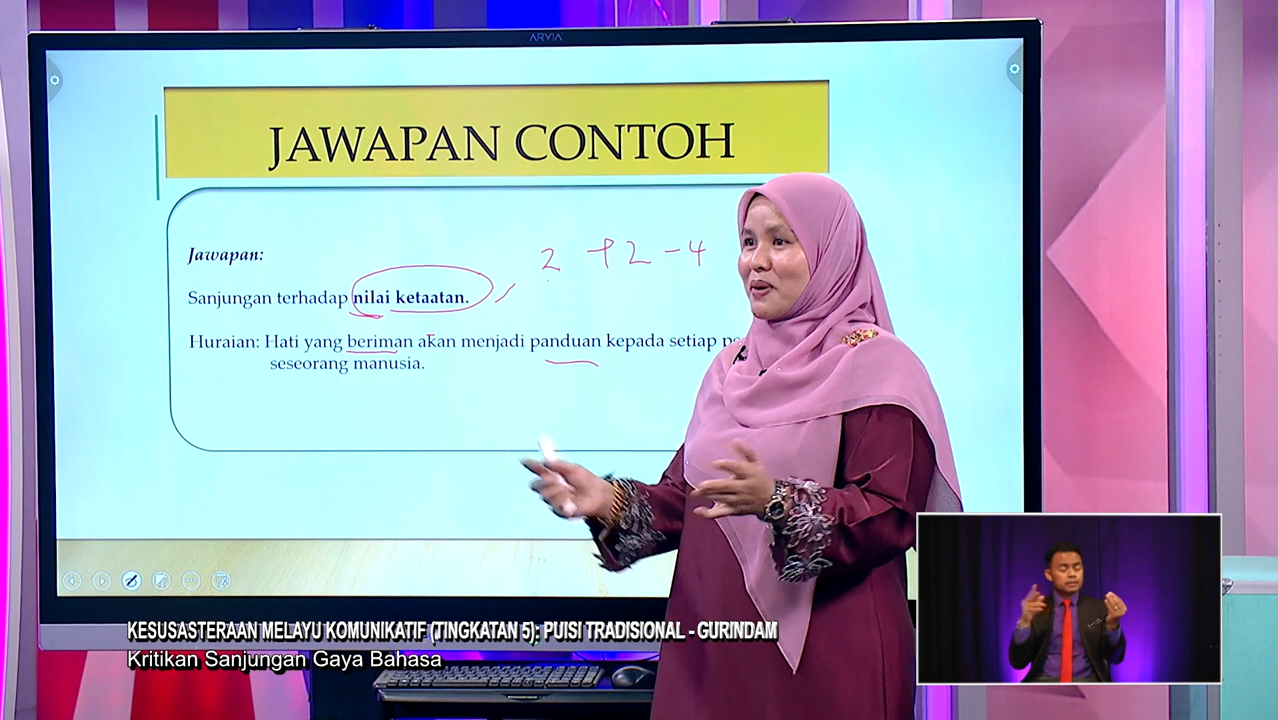 ARVIA
JAWAPAN CONTOH
Jawapan:
2 + 2 - 4
Sanjungan terhadap nilai ketaatan.
Huraian: Hati yang beriman akan menjadi panduan kepada setiap
seseorang manusia.
KESUSASTERAAN MELAYU KOMUNIKATIF (TINGKATAN 5): PUISI TRADISIONAL - GURINDAM
Kritikan Sanjungan Gaya Bahasa